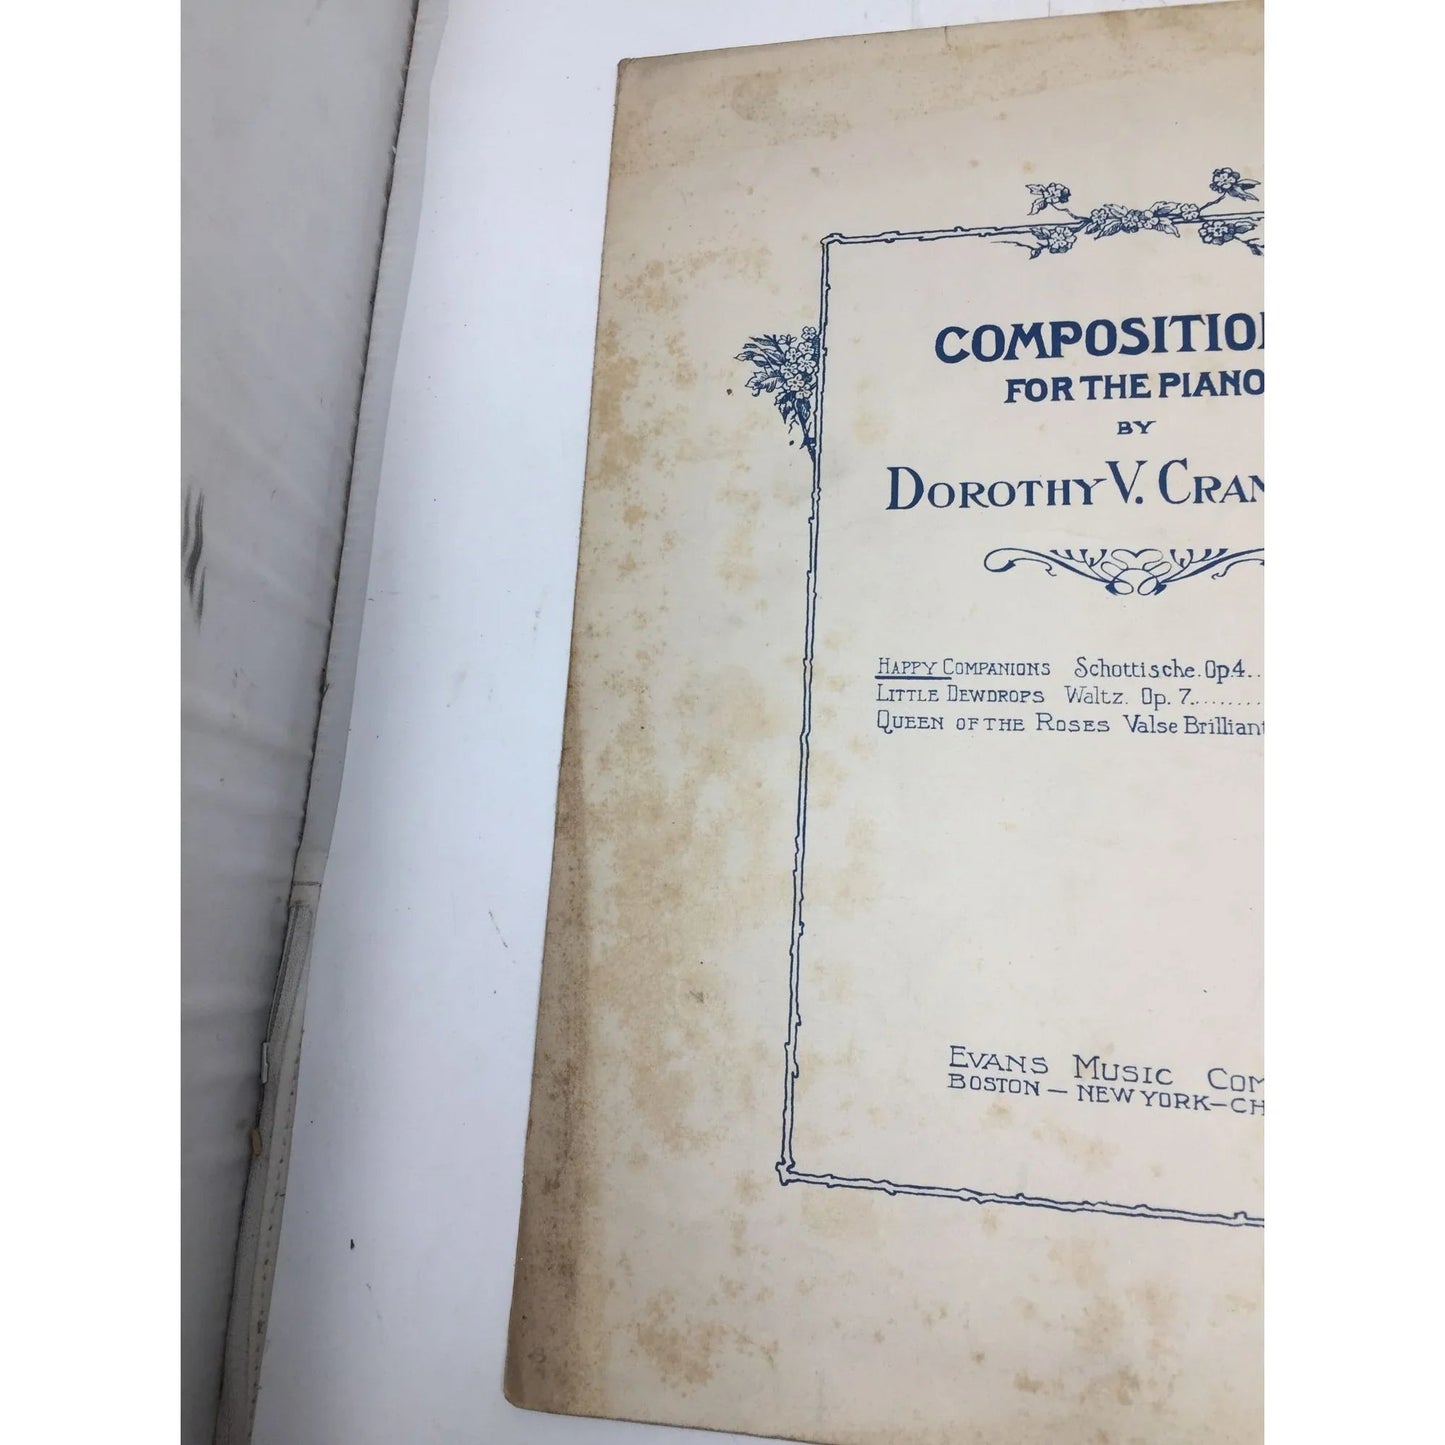 COMPOSITION
FOR THE PIANO
BY
DOROTHY V. CRAN
HAPPY COMPANIONS Schottische. Op.4..
LITTLE DEWDROPS Waltz. Op. 7..........
QUEEN OF THE ROSES Valse Brilliant
EVANS MUSIC COM
BOSTON — NEW YORK — CH